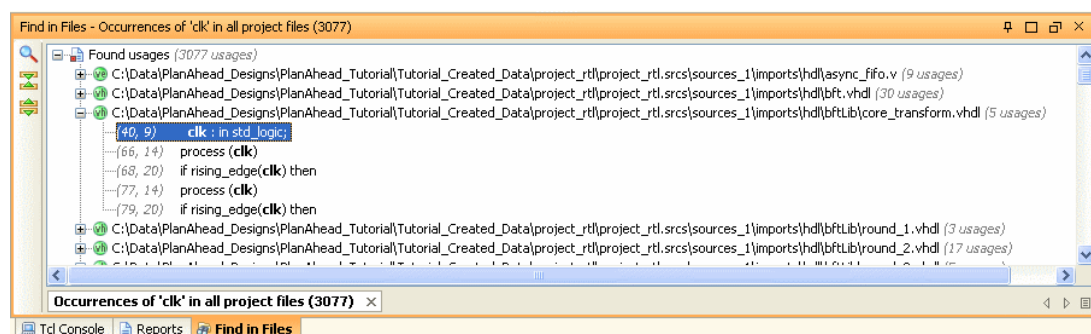 Find in Files - Occurrences of 'clk' in all project files (3077)
Found usages (3077 usages)
ve C:\Data\PlanAhead_Designs\PlanAhead_Tutorial\Tutorial_Created_Data\project_rtl\project_rtl.srcs\sources_1\imports\hdl\async_fifo.v (9 usages)
vh C:\Data\PlanAhead_Designs\PlanAhead_Tutorial\Tutorial_Created_Data\project_rtl\project_rtl.srcs\sources_1\imports\hdl\bft.vhdl (30 usages)
vh C:\Data\PlanAhead_Designs\PlanAhead_Tutorial\Tutorial_Created_Data\project_rtl\project_rtl.srcs\sources_1\imports\hdl\bftLib\core_transform.vhdl (5 usages)
(40, 9) clk : in std_logic;
(66, 14) process (clk)
(68, 20) if rising_edge(clk) then
(77, 14) process (clk)
(79, 20) if rising_edge(clk) then
vh C:\Data\PlanAhead_Designs\PlanAhead_Tutorial\Tutorial_Created_Data\project_rtl\project_rtl.srcs\sources_1\imports\hdl\bftLib\round_1.vhdl (3 usages)
vh C:\Data\PlanAhead_Designs\PlanAhead_Tutorial\Tutorial_Created_Data\project_rtl\project_rtl.srcs\sources_1\imports\hdl\bftLib\round_2.vhdl (17 usages)
Occurrences of 'clk' in all project files (3077)
Tcl Console Reports Find in Files